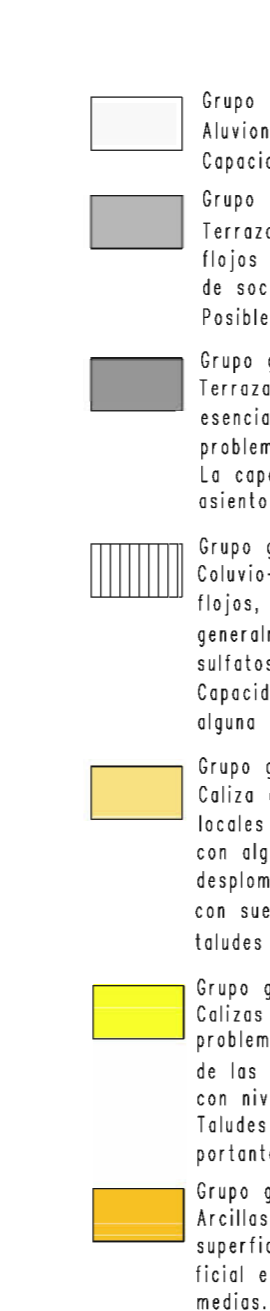 Grupo
Aluvion
Capacid
Grupo
Terraza
flojos
de soc
Posible
Grupo g
Terraza
esencia
problem
La capa
asiento
Grupo g
Coluvio-
flojos,
generalm
sulfatos
Capacid
alguna
Grupo g
Caliza
locales
con alg
desplom
con sue
taludes
Grupo g
Calizas
problem
de las
con niv
Taludes
portante
Grupo g
Arcillas
superfic
ficial e
medias.